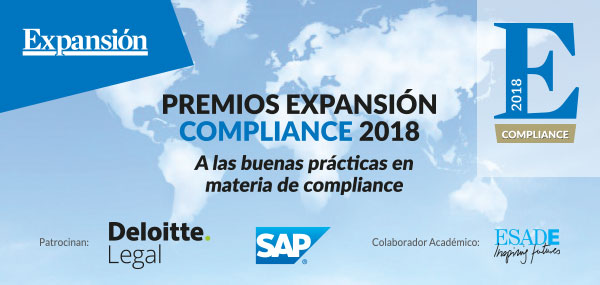 Expansión
2018
E
COMPLIANCE
PREMIOS EXPANSIÓN
COMPLIANCE 2018
A las buenas prácticas en
materia de compliance
Patrocinan:
Deloitte.
Legal
SAP®
Colaborador Académico:
ESADE
Inspiring futures